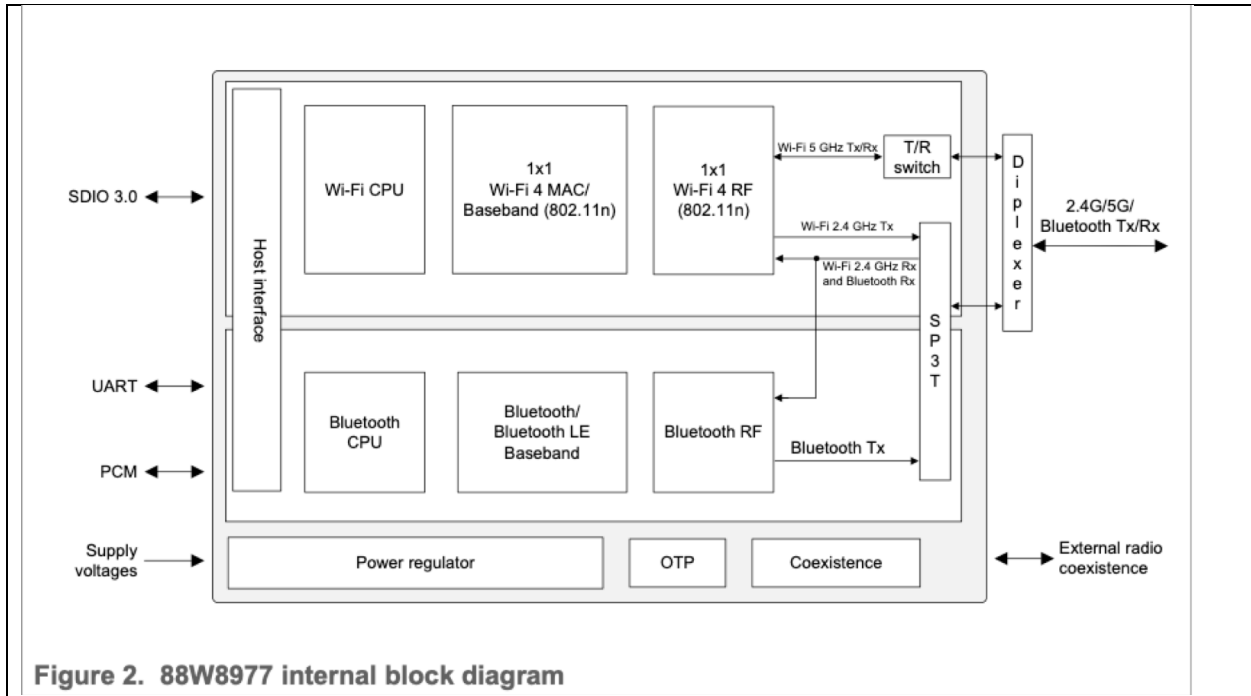 SDIO 3.0
UART
PCM
Supply
voltages
Host interface
Wi-Fi CPU
1x1
Wi-Fi 4 MAC/
Baseband (802.11n)
1x1
Wi-Fi 4 RF
(802.11n)
Wi-Fi 5 GHz Tx/Rx
T/R
switch
Wi-Fi 2.4 GHz Tx
Wi-Fi 2.4 GHz Rx
and Bluetooth Rx
SP3T
Diplexer
2.4G/5G/
Bluetooth Tx/Rx
Bluetooth
CPU
Bluetooth/
Bluetooth LE
Baseband
Bluetooth RF
Bluetooth Tx
Power regulator
OTP
Coexistence
External radio
coexistence
Figure 2. 88W8977 internal block diagram